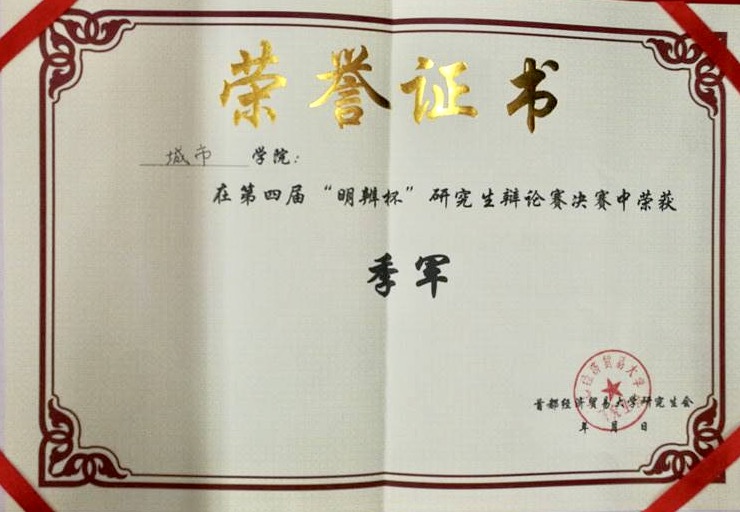 荣誉证书
城市 学院：
在第四届“明辨杯”研究生辩论赛决赛中荣获
季军
首都经济贸易大学研究生会
年 月 日